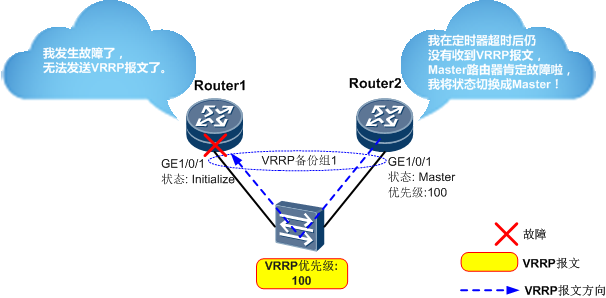 我发生故障了，
无法发送VRRP报文了。
我在定时器超时后仍
没有收到VRRP报文，
Master路由器肯定故障啦，
我将状态切换成Master！
Router1
Router2
GE1/0/1
状态: Initialize
VRRP备份组1
GE1/0/1
状态: Master
优先级:100
VRRP优先级:
100
故障
VRRP报文
VRRP报文方向